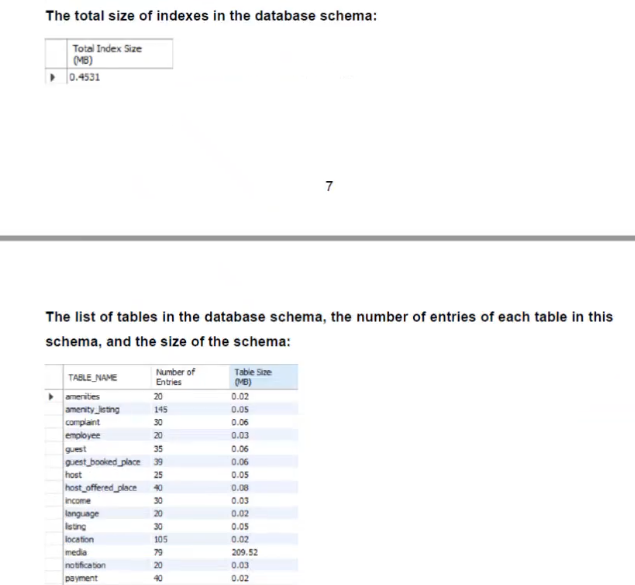 The total size of indexes in the database schema:
Total Index Size
(MB)
0.4531
7
The list of tables in the database schema, the number of entries of each table in this
schema, and the size of the schema:
TABLE_NAME Number of Entries Table Size (MB)
amenities 20 0.02
amenity_listing 145 0.05
complaint 30 0.06
employee 20 0.03
guest 35 0.06
guest_booked_place 39 0.06
host 25 0.05
host_offered_place 40 0.08
income 30 0.03
language 20 0.02
listing 30 0.05
location 105 0.02
media 79 209.52
notification 20 0.03
payment 40 0.02